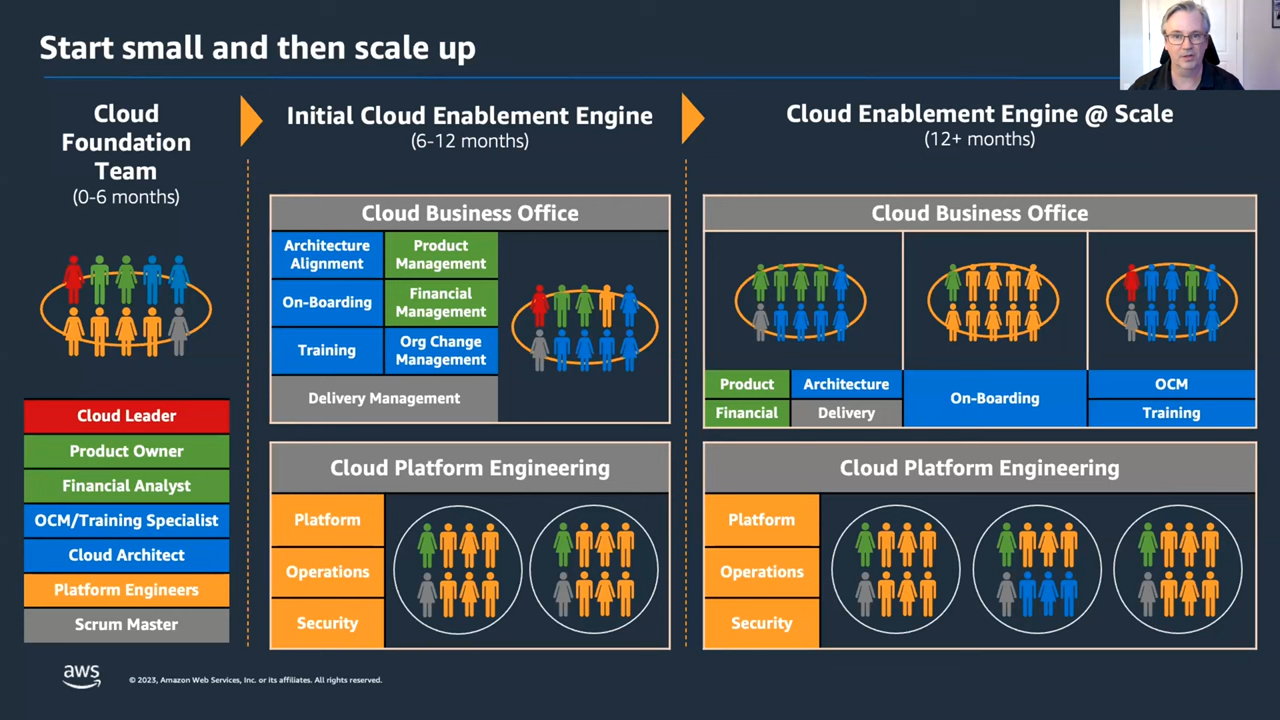 Start small and then scale up
Cloud
Foundation
Team
(0-6 months)
Cloud Leader
Product Owner
Financial Analyst
OCM/Training Specialist
Cloud Architect
Platform Engineers
Scrum Master
Initial Cloud Enablement Engine
(6-12 months)
Cloud Business Office
Architecture
Alignment
Product
Management
On-Boarding
Financial
Management
Training
Org Change
Management
Delivery Management
Cloud Platform Engineering
Platform
Operations
Security
Cloud Enablement Engine @ Scale
(12+ months)
Cloud Business Office
Product
Architecture
Financial
Delivery
On-Boarding
OCM
Training
Cloud Platform Engineering
Platform
Operations
Security
aws
© 2023, Amazon Web Services, Inc. or its affiliates. All rights reserved.